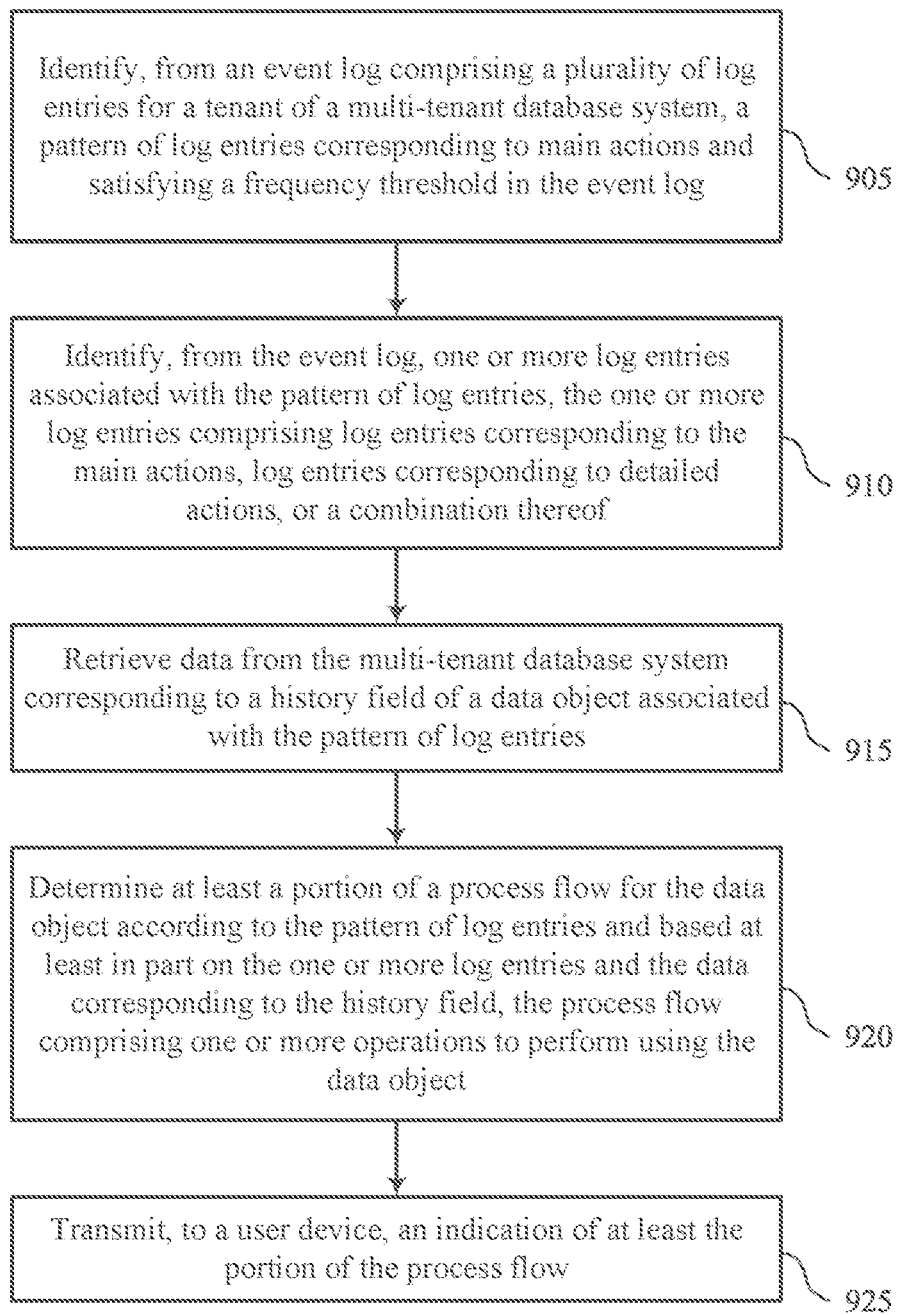 Identify, from an event log comprising a plurality of log
entries for a tenant of a multi-tenant database system, a
pattern of log entries corresponding to main actions and
satisfying a frequency threshold in the event log
905
Identify, from the event log, one or more log entries
associated with the pattern of log entries, the one or more
log entries comprising log entries corresponding to the
main actions, log entries corresponding to detailed
actions, or a combination thereof
910
Retrieve data from the multi-tenant database system
corresponding to a history field of a data object associated
with the pattern of log entries
915
Determine at least a portion of a process flow for the data
object according to the pattern of log entries and based at
least in part on the one or more log entries and the data
corresponding to the history field, the process flow
comprising one or more operations to perform using the
data object
920
Transmit, to a user device, an indication of at least the
portion of the process flow
925